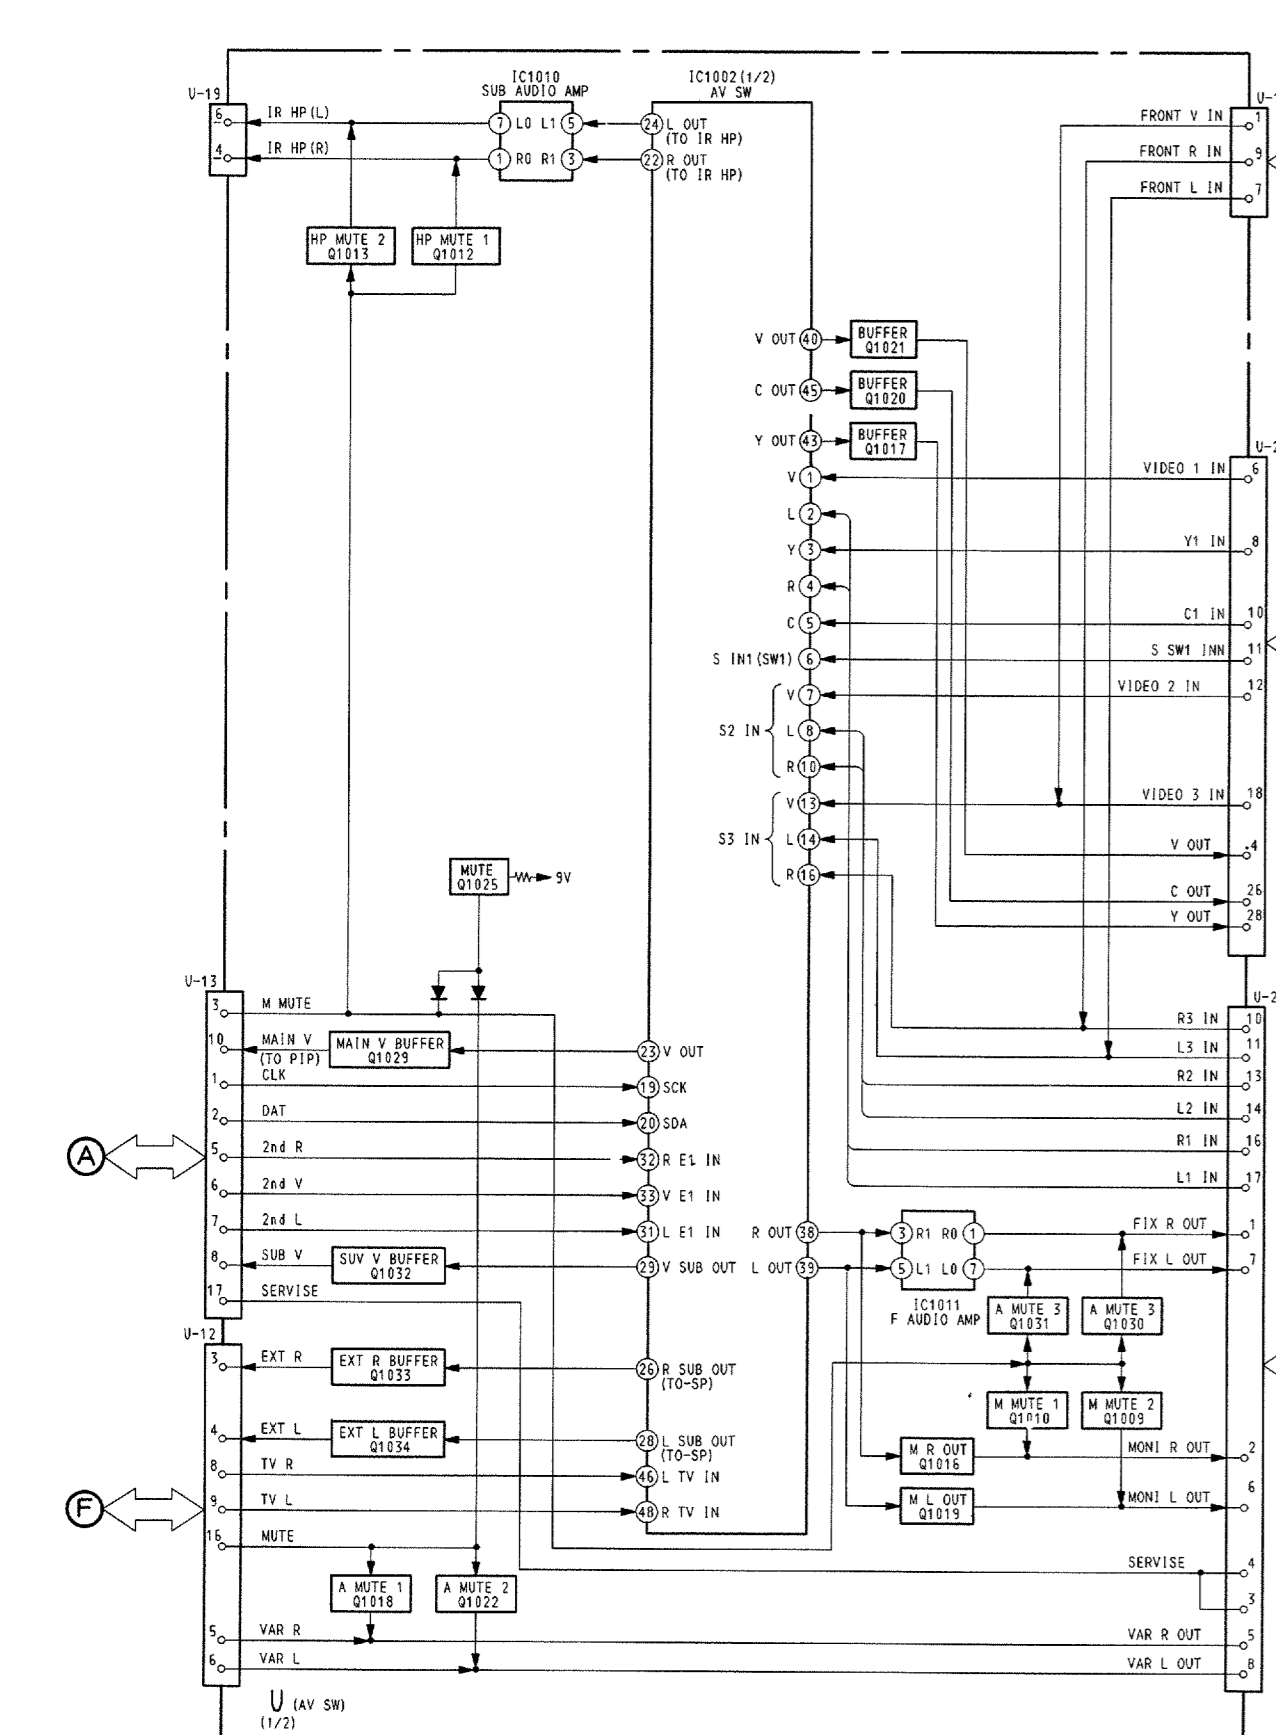 IC1010
SUB AUDIO AMP
IC1002(1/2)
AV SW
U-19
6
IR HP(L)
7 LO LI 5
24 L OUT
(TO IR HP)
4
IR HP(R)
1 RO RI 3
22 R OUT
(TO IR HP)
FRONT V IN
1
FRONT R IN
9
FRONT L IN
7
HP MUTE 2
Q1013
HP MUTE 1
Q1012
V OUT 40
BUFFER
Q1021
C OUT 45
BUFFER
Q1020
Y OUT 43
BUFFER
Q1017
V 1
VIDEO 1 IN
6
L 2
Y 3
Y1 IN
8
R 4
C 5
C1 IN
10
S IN1(SW1) 6
S SW1 INN
11
S2 IN
V 7
VIDEO 2 IN
12
L 8
R 10
S3 IN
V 13
VIDEO 3 IN
18
L 14
V OUT
4
R 16
C OUT
26
Y OUT
28
MUTE
Q1025
9V
U-13
3
M MUTE
R3 IN
10
10
MAIN V
(TO PIP)
MAIN V BUFFER
Q1029
23 V OUT
L3 IN
11
1
CLK
19 SCK
R2 IN
13
2
DAT
20 SDA
L2 IN
14
A
5
2nd R
32 R E1 IN
R1 IN
16
6
2nd V
33 V E1 IN
L1 IN
17
7
2nd L
31 L E1 IN
R OUT 38
3 RI RO 1
FIX R OUT
1
8
SUB V
SUV V BUFFER
Q1032
29 V SUB OUT
L OUT 39
5 LI LO 7
FIX L OUT
7
17
SERVISE
IC1011
F AUDIO AMP
A MUTE 3
Q1031
A MUTE 3
Q1030
U-12
3
EXT R
EXT R BUFFER
Q1033
26 R SUB OUT
(TO-SP)
M MUTE 1
Q1010
M MUTE 2
Q1009
4
EXT L
EXT L BUFFER
Q1034
28 L SUB OUT
(TO-SP)
M R OUT
Q1016
MONI R OUT
2
8
TV R
46 L TV IN
F
9
TV L
48 R TV IN
M L OUT
Q1019
MONI L OUT
6
16
MUTE
SERVISE
4
A MUTE 1
Q1018
A MUTE 2
Q1022
3
5
VAR R
VAR R OUT
5
6
VAR L
VAR L OUT
8
U (AV SW)
(1/2)